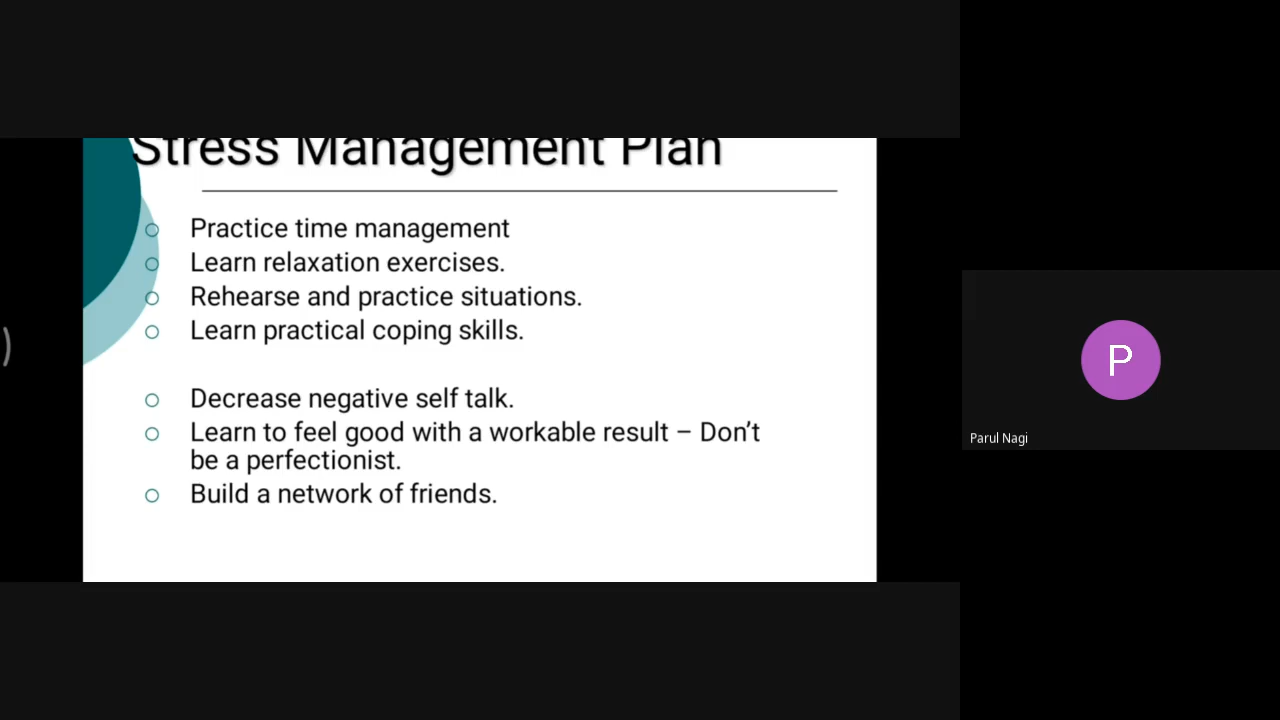 Stress Management Plan
Practice time management
Learn relaxation exercises.
Rehearse and practice situations.
Learn practical coping skills.
Decrease negative self talk.
Learn to feel good with a workable result – Don’t
be a perfectionist.
Build a network of friends.
P
Parul Nagi